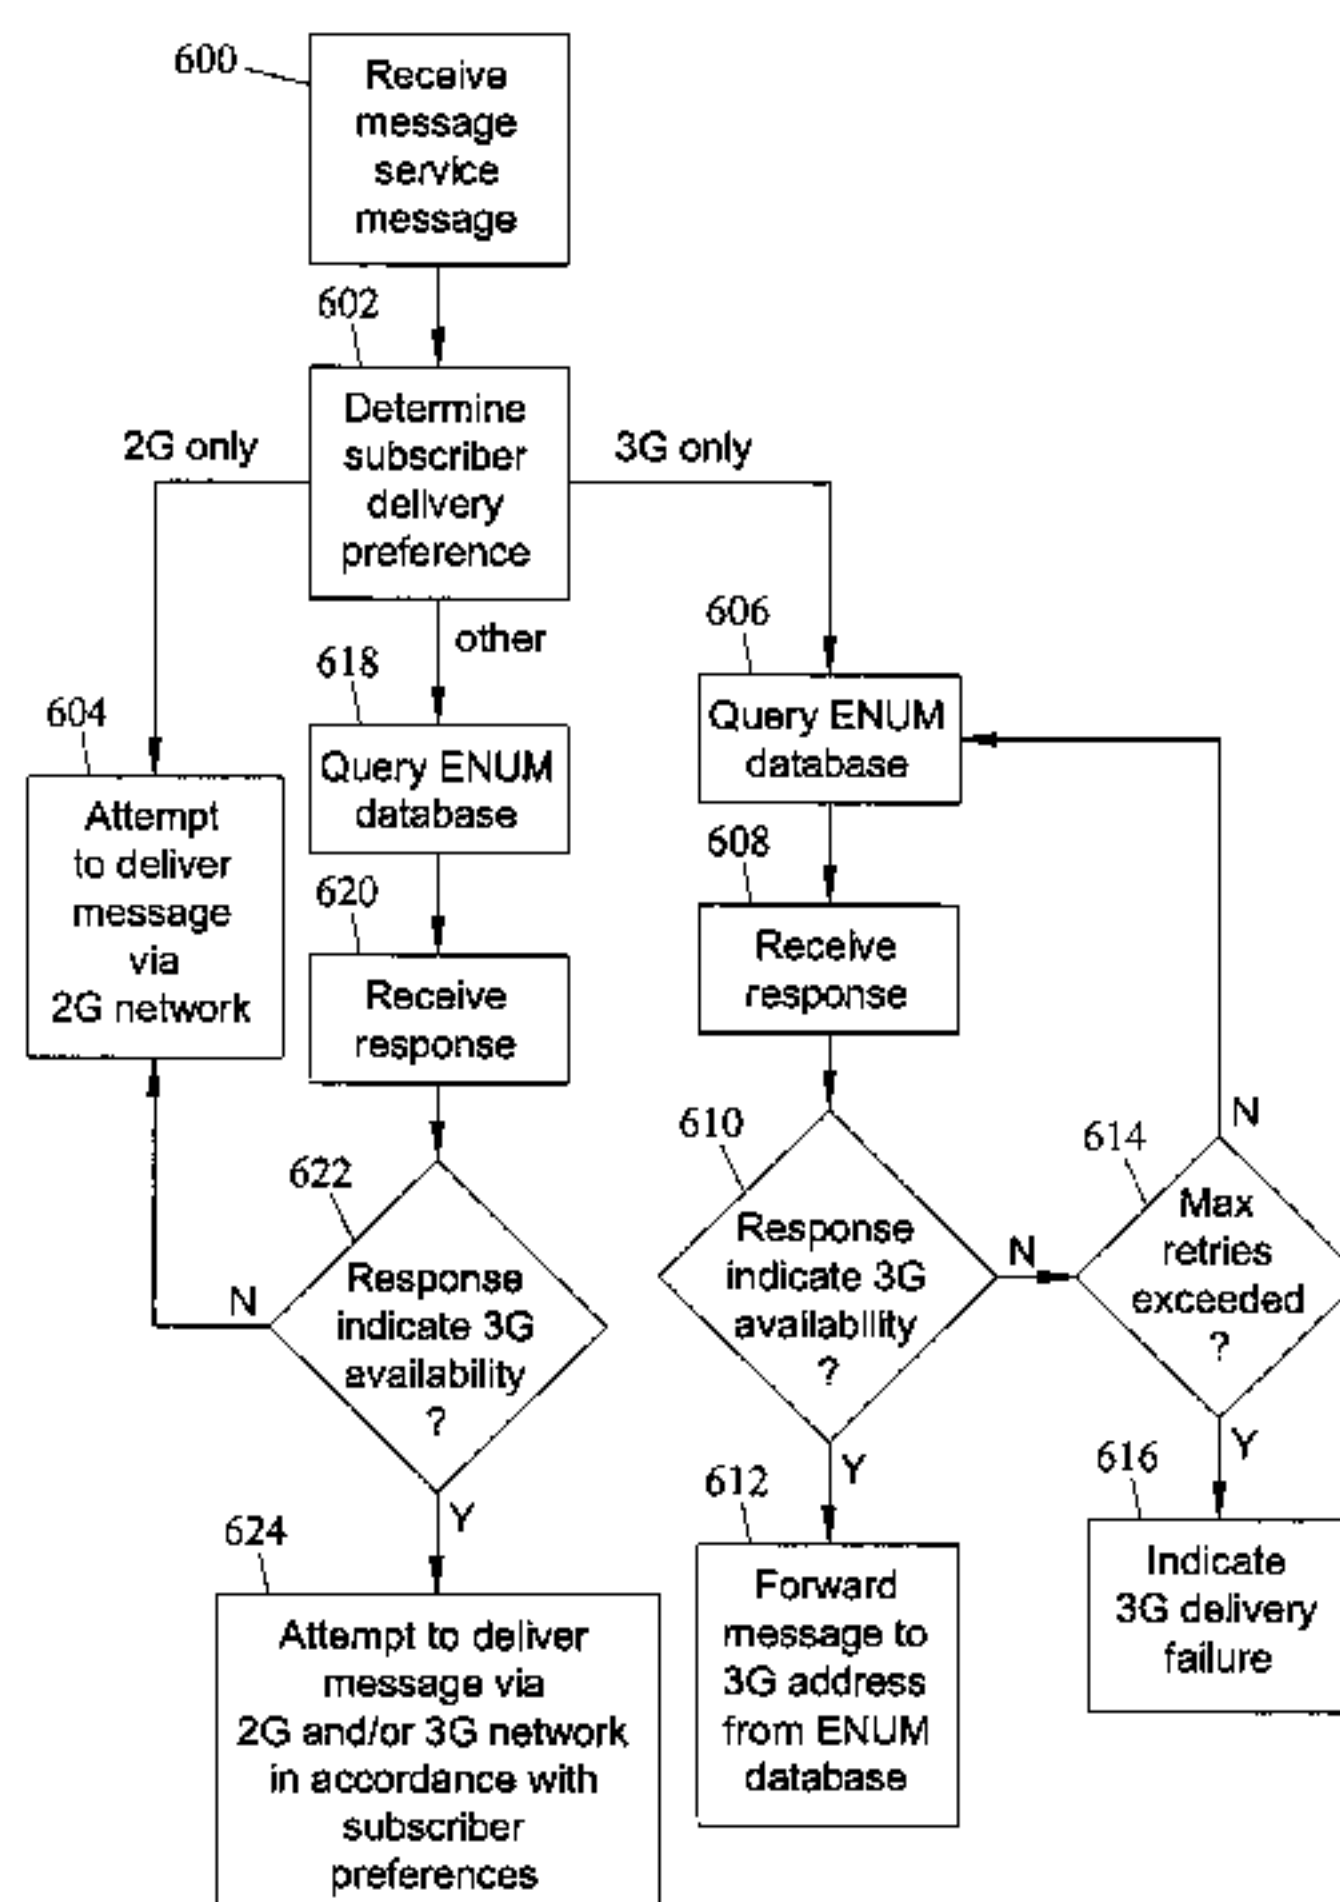 600
Receive
message
service
message
602
Determine
subscriber
delivery
preference
2G only
3G only
other
604
Attempt
to deliver
message
via
2G network
618
Query ENUM
database
620
Receive
response
622
Response
indicate 3G
availability
?
N
Y
624
Attempt to deliver
message via
2G and/or 3G network
in accordance with
subscriber
preferences
606
Query ENUM
database
608
Receive
response
610
Response
indicate 3G
availability
?
N
Y
612
Forward
message to
3G address
from ENUM
database
614
Max
retries
exceeded
?
N
Y
616
Indicate
3G delivery
failure